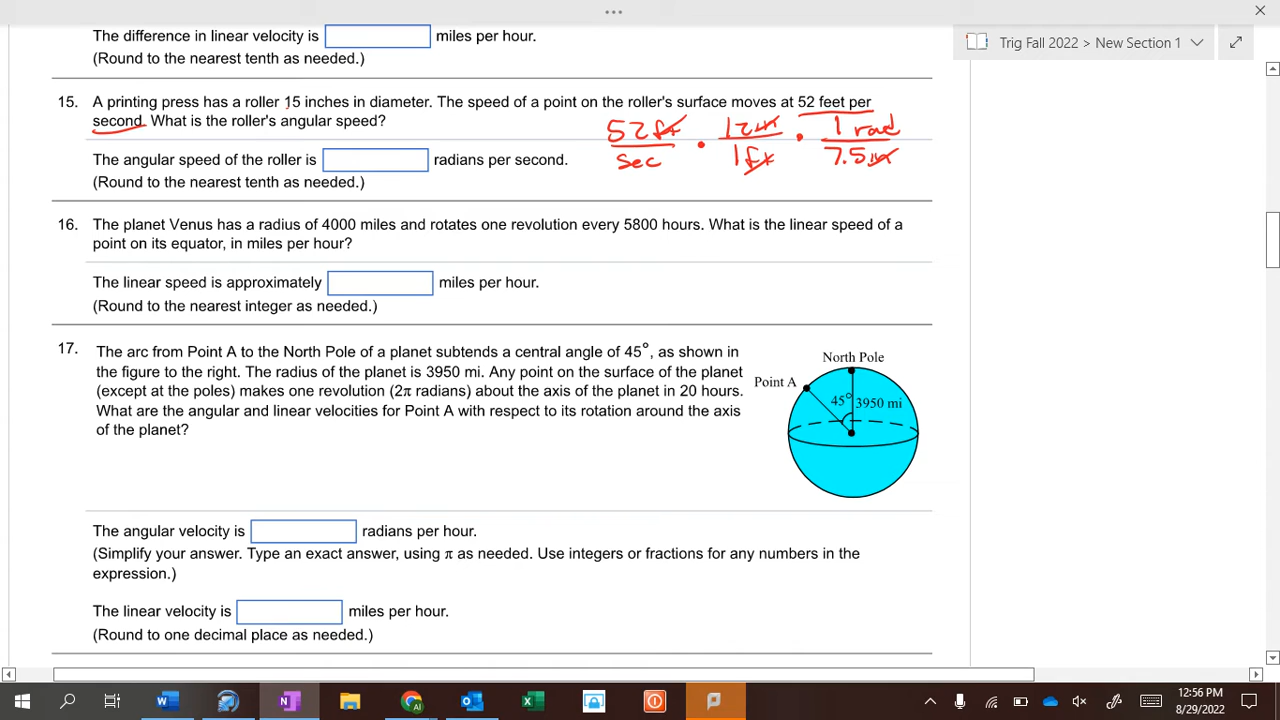 Trig Fall 2022 > New Section 1
The difference in linear velocity is miles per hour.
(Round to the nearest tenth as needed.)
15. A printing press has a roller 15 inches in diameter. The speed of a point on the roller's surface moves at 52 feet per
second. What is the roller's angular speed?
52 ft / sec · 12 in / 1 ft · 1 rad / 7.5 in
The angular speed of the roller is radians per second.
(Round to the nearest tenth as needed.)
16. The planet Venus has a radius of 4000 miles and rotates one revolution every 5800 hours. What is the linear speed of a
point on its equator, in miles per hour?
The linear speed is approximately miles per hour.
(Round to the nearest integer as needed.)
17. The arc from Point A to the North Pole of a planet subtends a central angle of 45°, as shown in
the figure to the right. The radius of the planet is 3950 mi. Any point on the surface of the planet
(except at the poles) makes one revolution (2π radians) about the axis of the planet in 20 hours.
What are the angular and linear velocities for Point A with respect to its rotation around the axis
of the planet?
North Pole
Point A
45° 3950 mi
The angular velocity is radians per hour.
(Simplify your answer. Type an exact answer, using π as needed. Use integers or fractions for any numbers in the
expression.)
The linear velocity is miles per hour.
(Round to one decimal place as needed.)
12:56 PM
8/29/2022